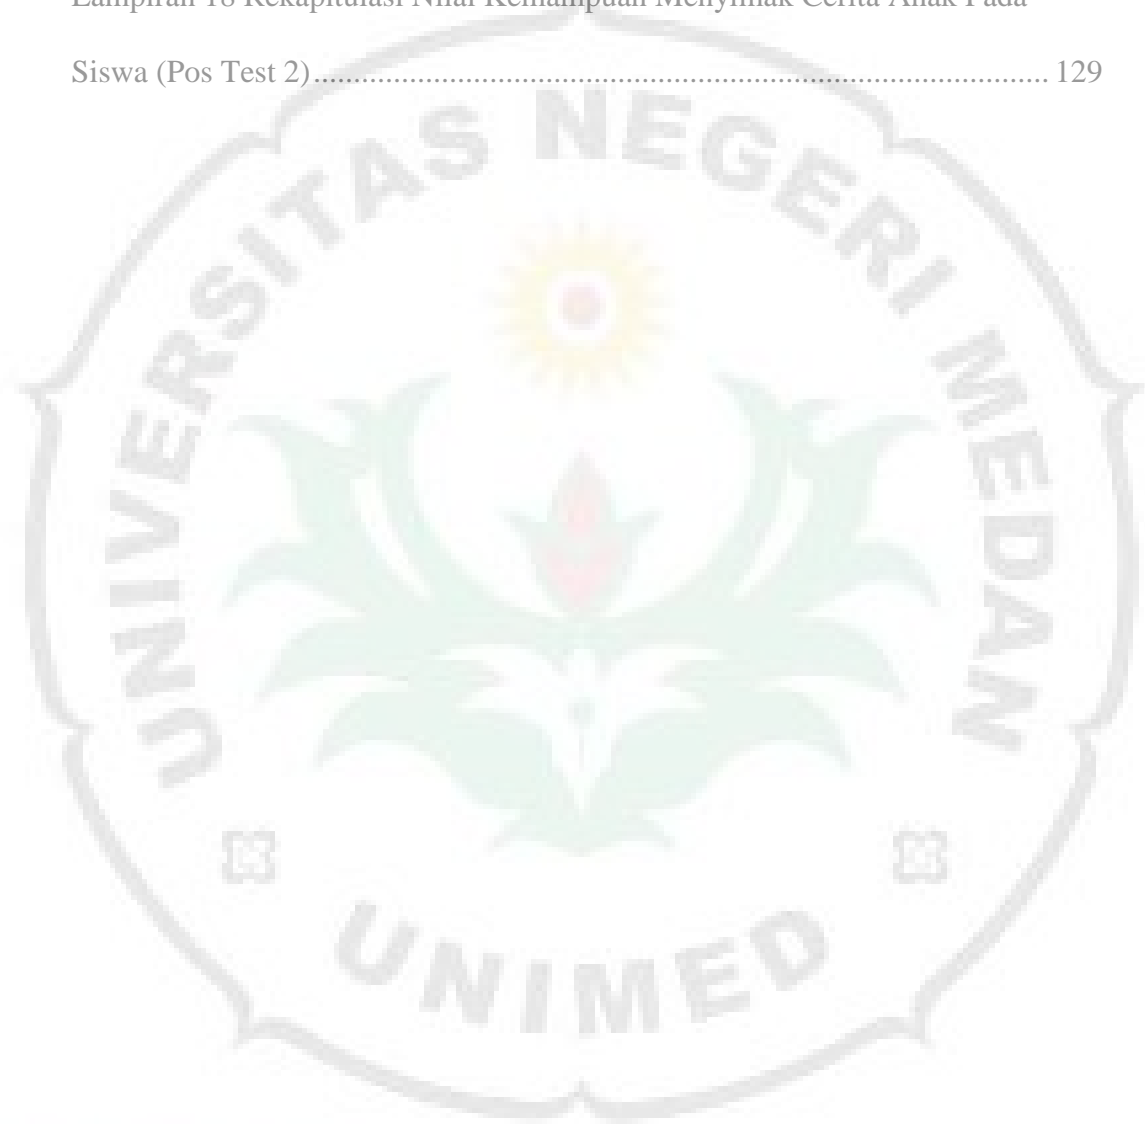 Lampiran 18 Rekapitulasi Nilai Kemampuan Menyimak Cerita Anak Pada
Siswa (Pos Test 2)............................................................................................ 129
UNIVERSITAS NEGERI MEDAN
UNIMED